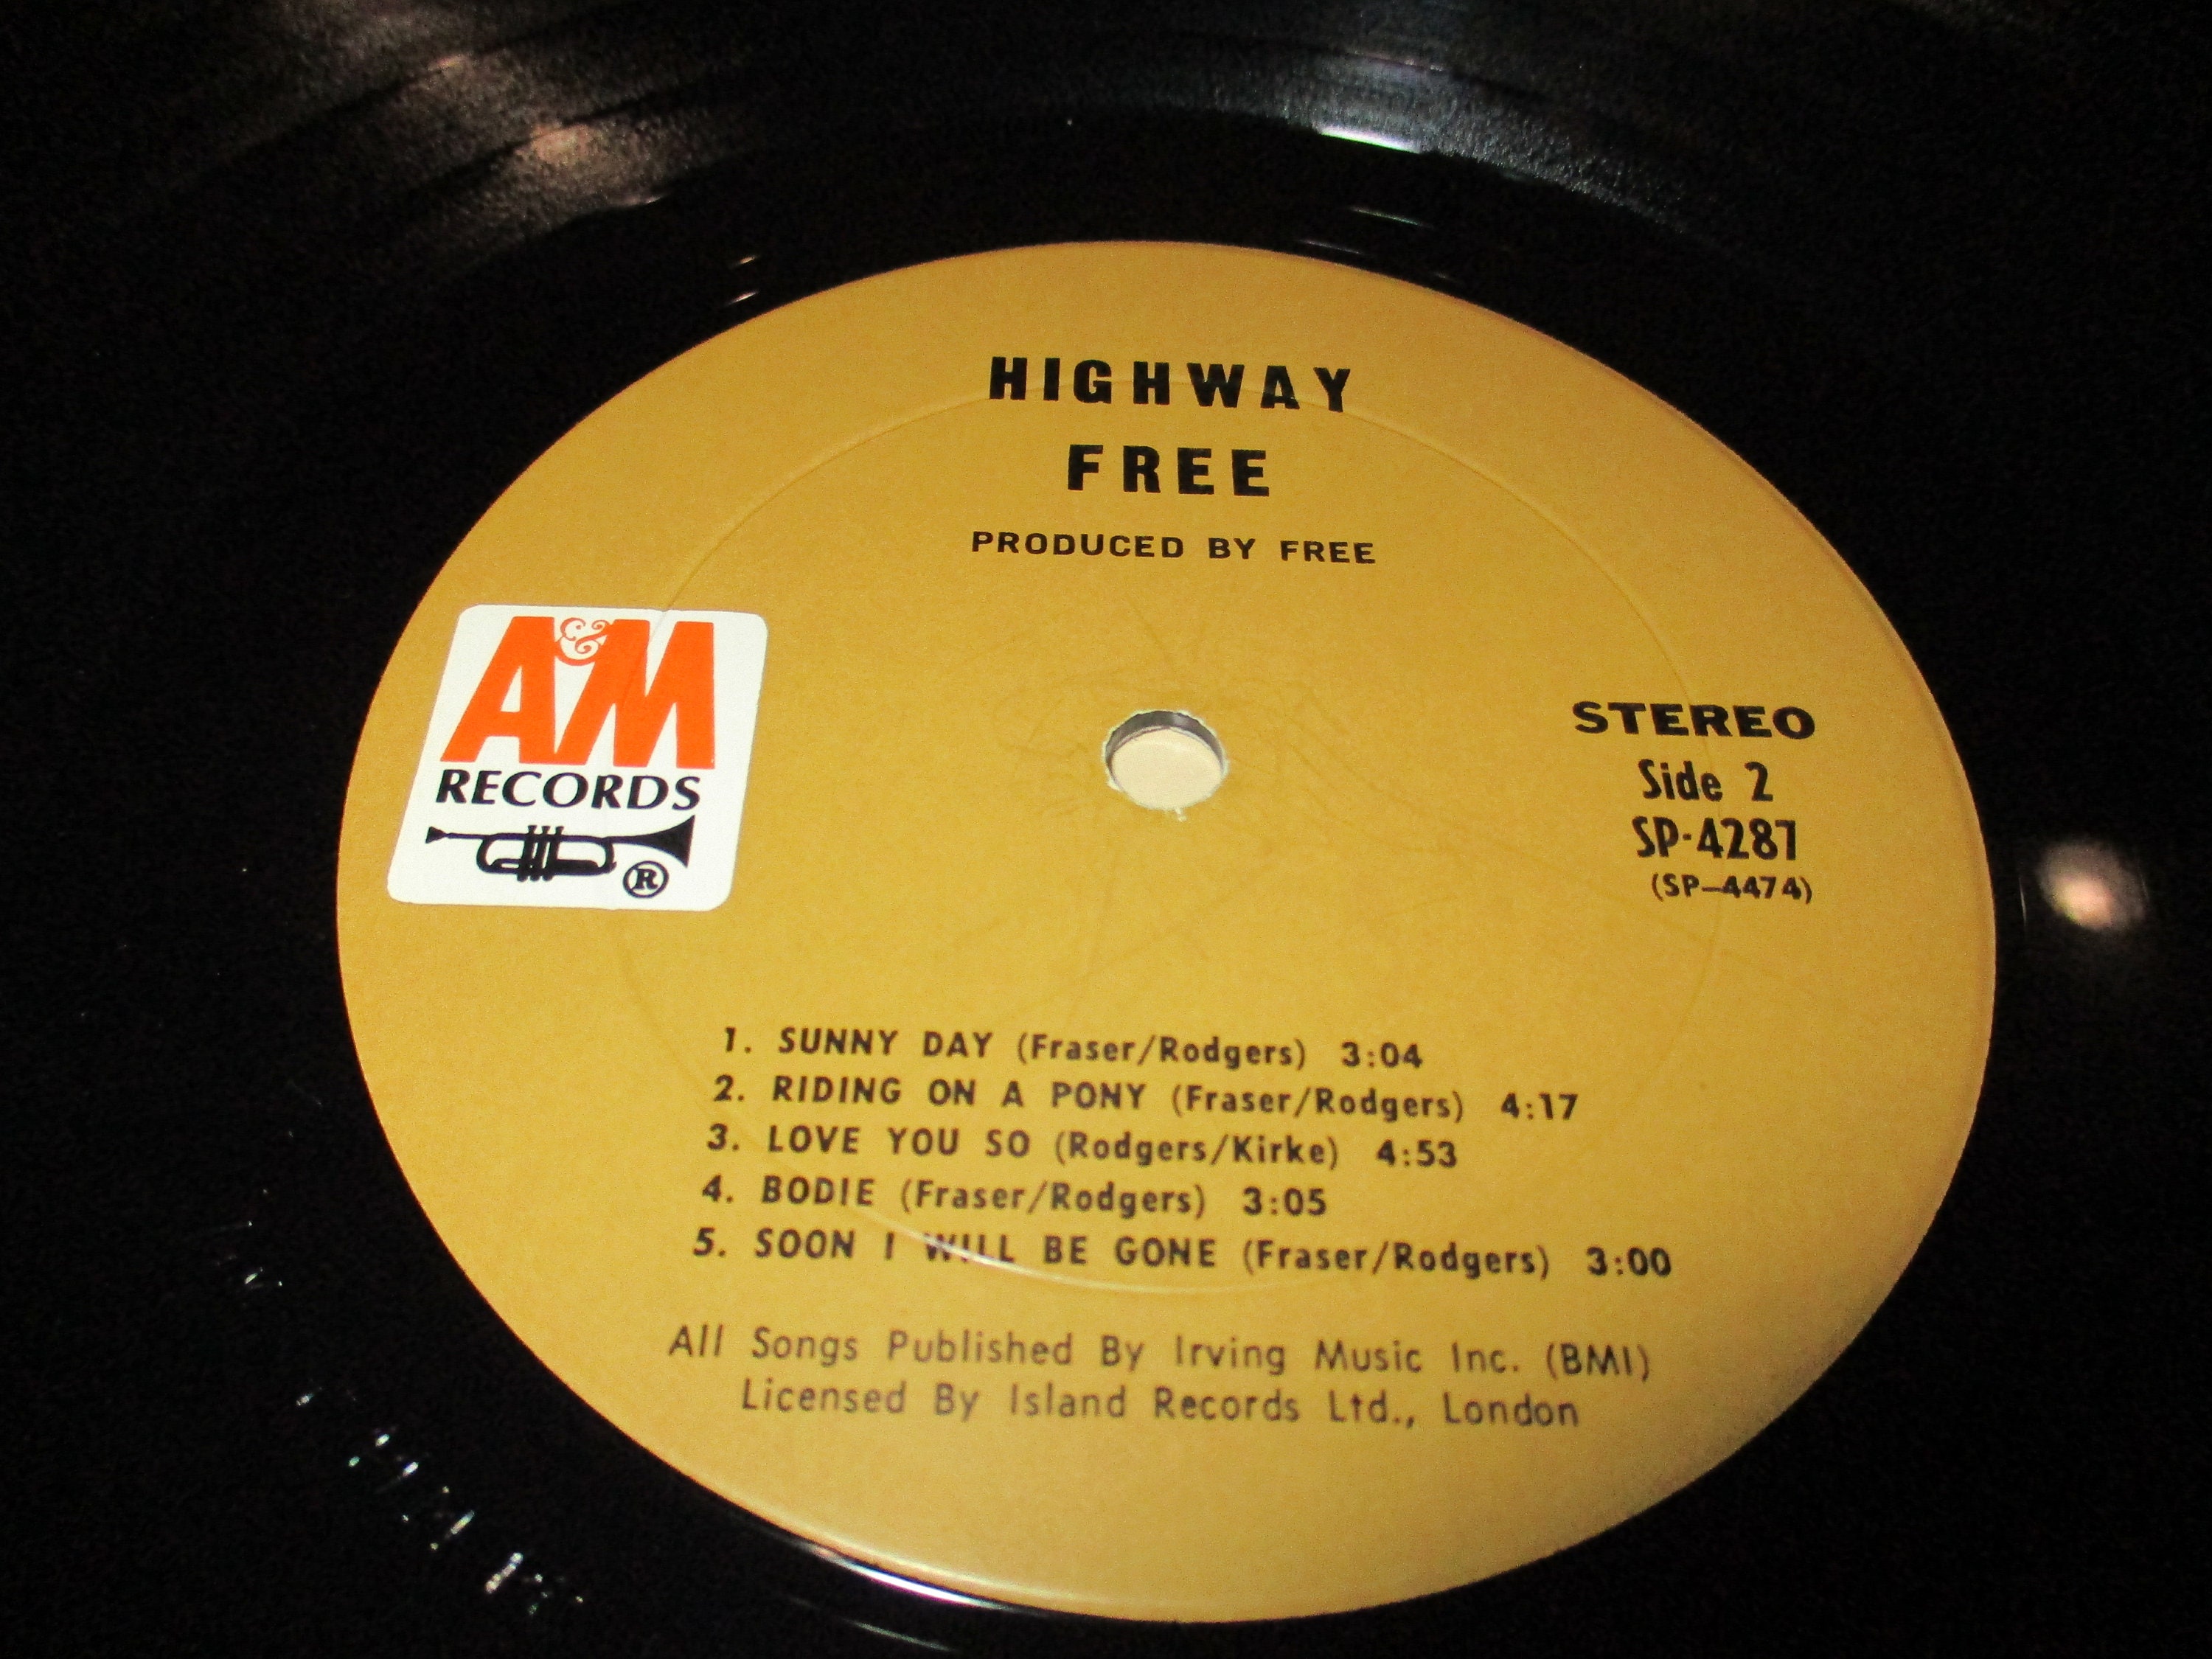 HIGHWAY
FREE
PRODUCED BY FREE
A&M
RECORDS
®
STEREO
Side 2
SP-4287
(SP-4474)
1. SUNNY DAY (Fraser/Rodgers) 3:04
2. RIDING ON A PONY (Fraser/Rodgers) 4:17
3. LOVE YOU SO (Rodgers/Kirke) 4:53
4. BODIE (Fraser/Rodgers) 3:05
5. SOON I WILL BE GONE (Fraser/Rodgers) 3:00
All Songs Published By Irving Music Inc. (BMI)
Licensed By Island Records Ltd., London